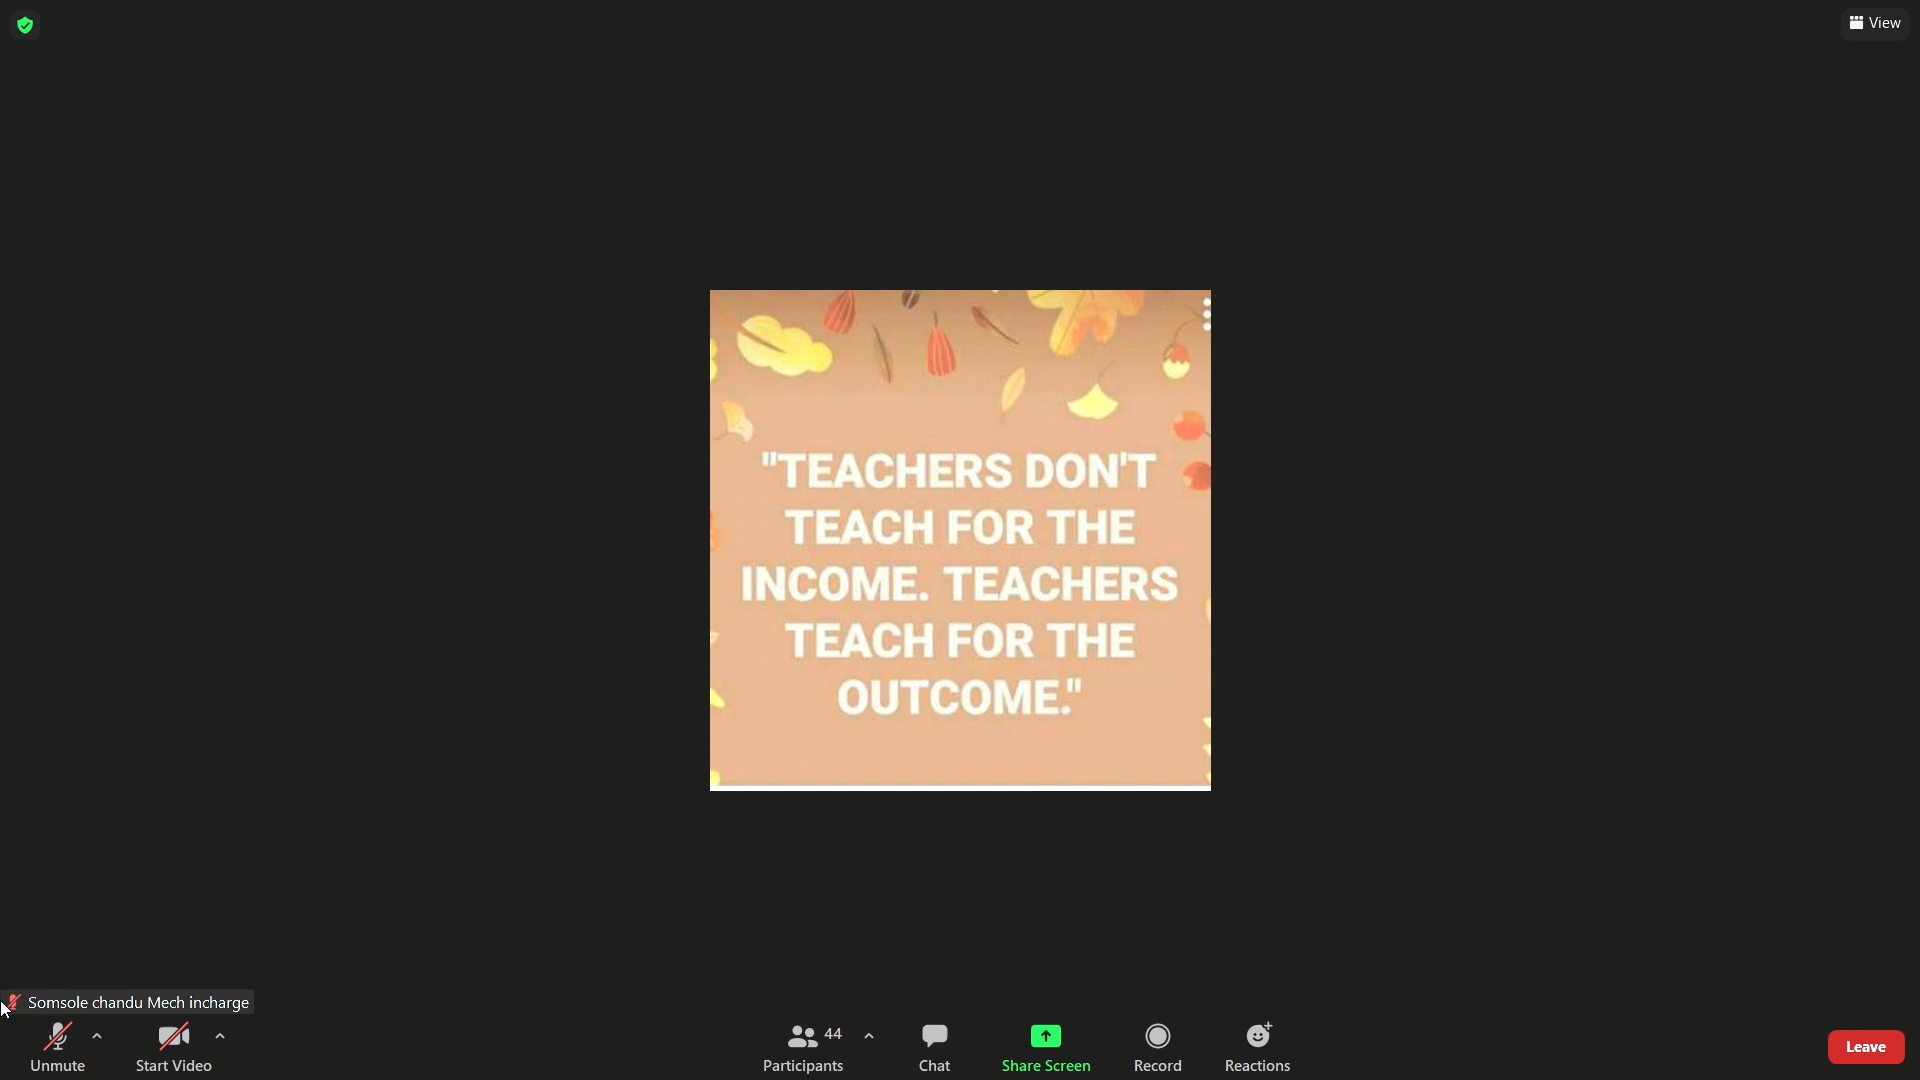 View
"TEACHERS DON'T
TEACH FOR THE
INCOME. TEACHERS
TEACH FOR THE
OUTCOME."
Somsole chandu Mech incharge
Unmute
Start Video
44
Participants
Chat
Share Screen
Record
Reactions
Leave